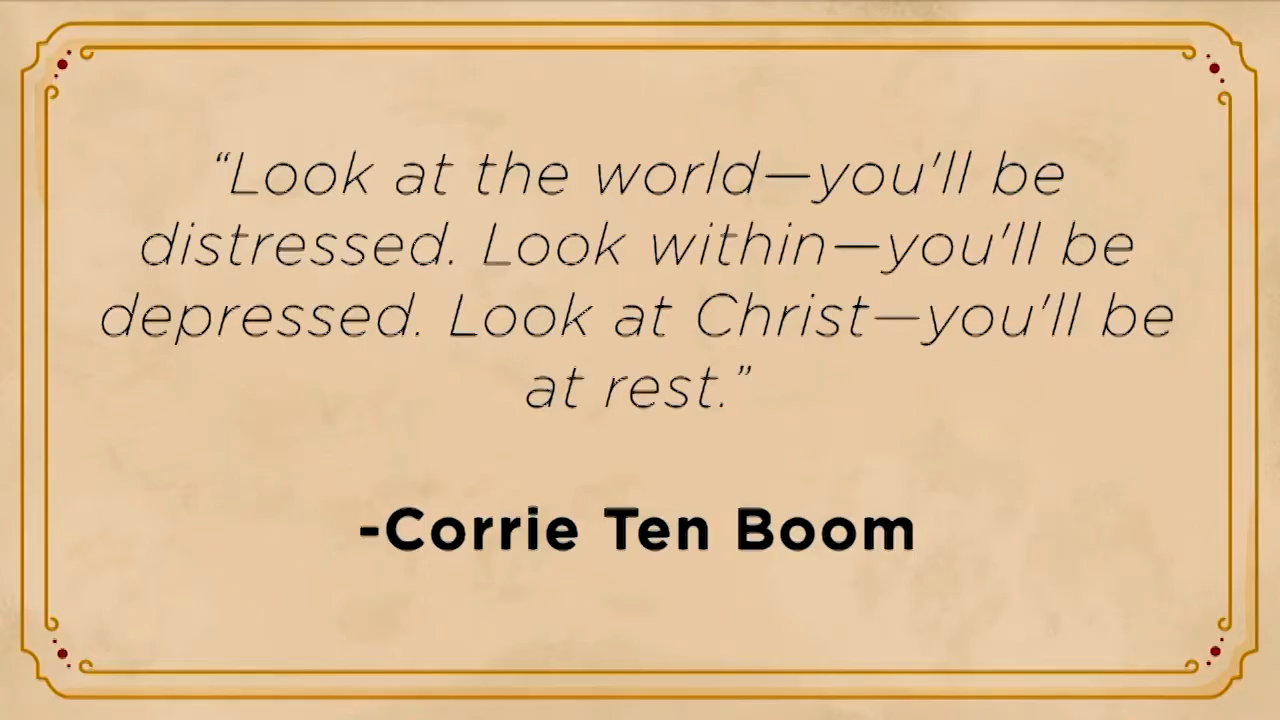 “Look at the world—you'll be
distressed. Look within—you'll be
depressed. Look at Christ—you'll be
at rest.”
-Corrie Ten Boom